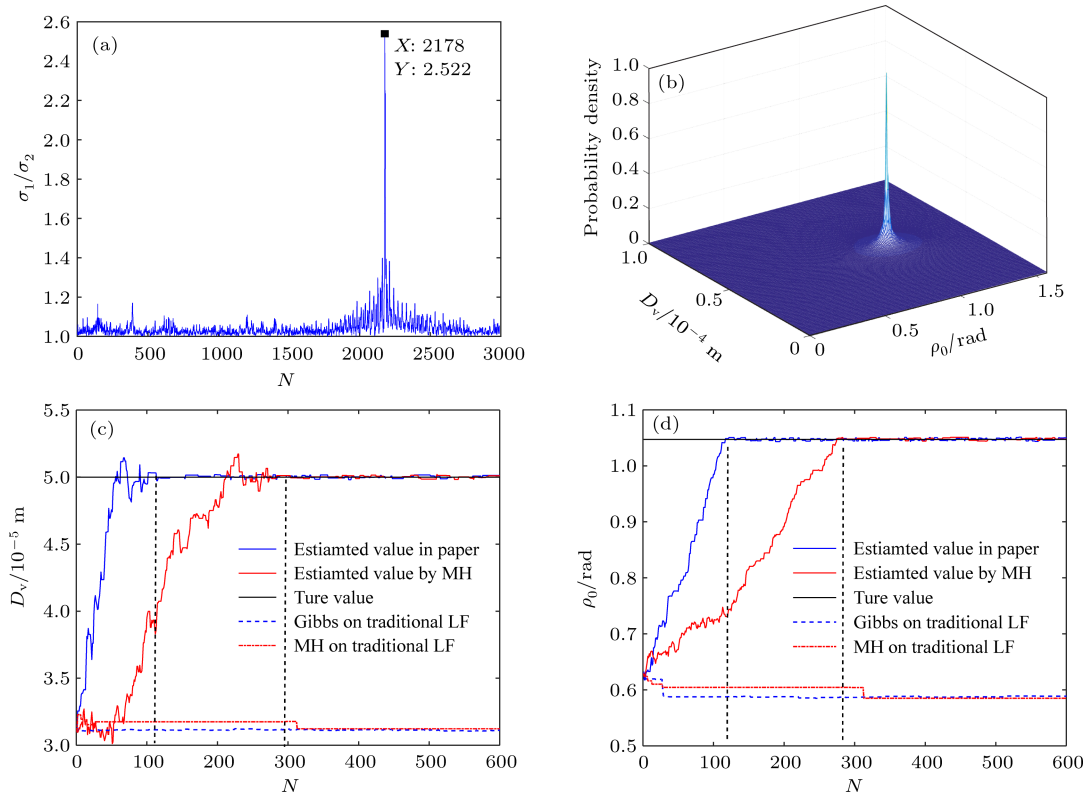 (a)
X: 2178
Y: 2.522
2.6
2.4
2.2
2.0
1.8
1.6
1.4
1.2
1.0
σ1/σ2
0 500 1000 1500 2000 2500 3000
N
(b)
Probability density
1.0
0.8
0.6
0.4
0.2
0
1.0
0.5
0
Dv/10−4 m
0
0.5
1.0
1.5
ρ0/rad
(c)
5.5
5.0
4.5
4.0
3.5
3.0
Dv/10−5 m
Estiamted value in paper
Estiamted value by MH
Ture value
Gibbs on traditional LF
MH on traditional LF
0 100 200 300 400 500 600
N
(d)
1.1
1.0
0.9
0.8
0.7
0.6
0.5
ρ0/rad
Estiamted value in paper
Estiamted value by MH
Ture value
Gibbs on traditional LF
MH on traditional LF
0 100 200 300 400 500 600
N